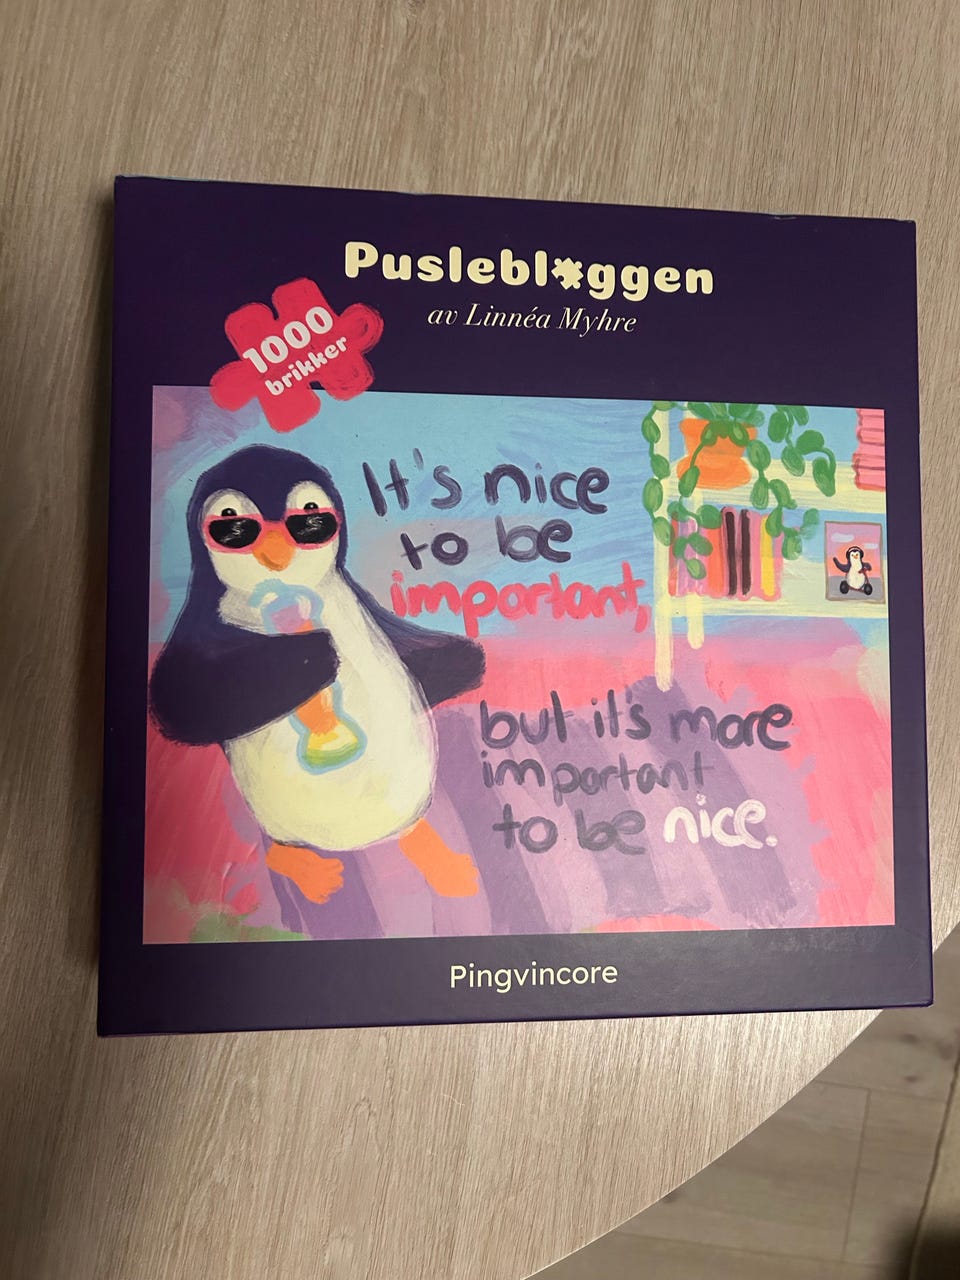 Puslebloggen
av Linnéa Myhre
1000
brikker
It's nice
to be
important,
but it's more
important
to be nice.
Pingvincore